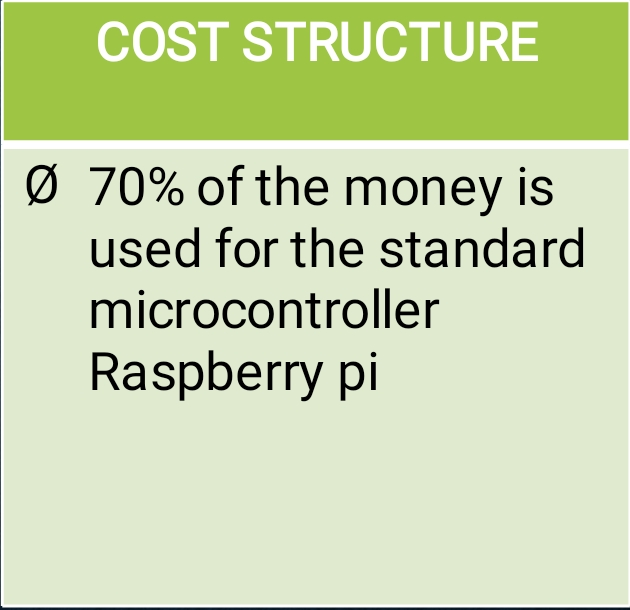 COST STRUCTURE
Ø 70% of the money is
used for the standard
microcontroller
Raspberry pi